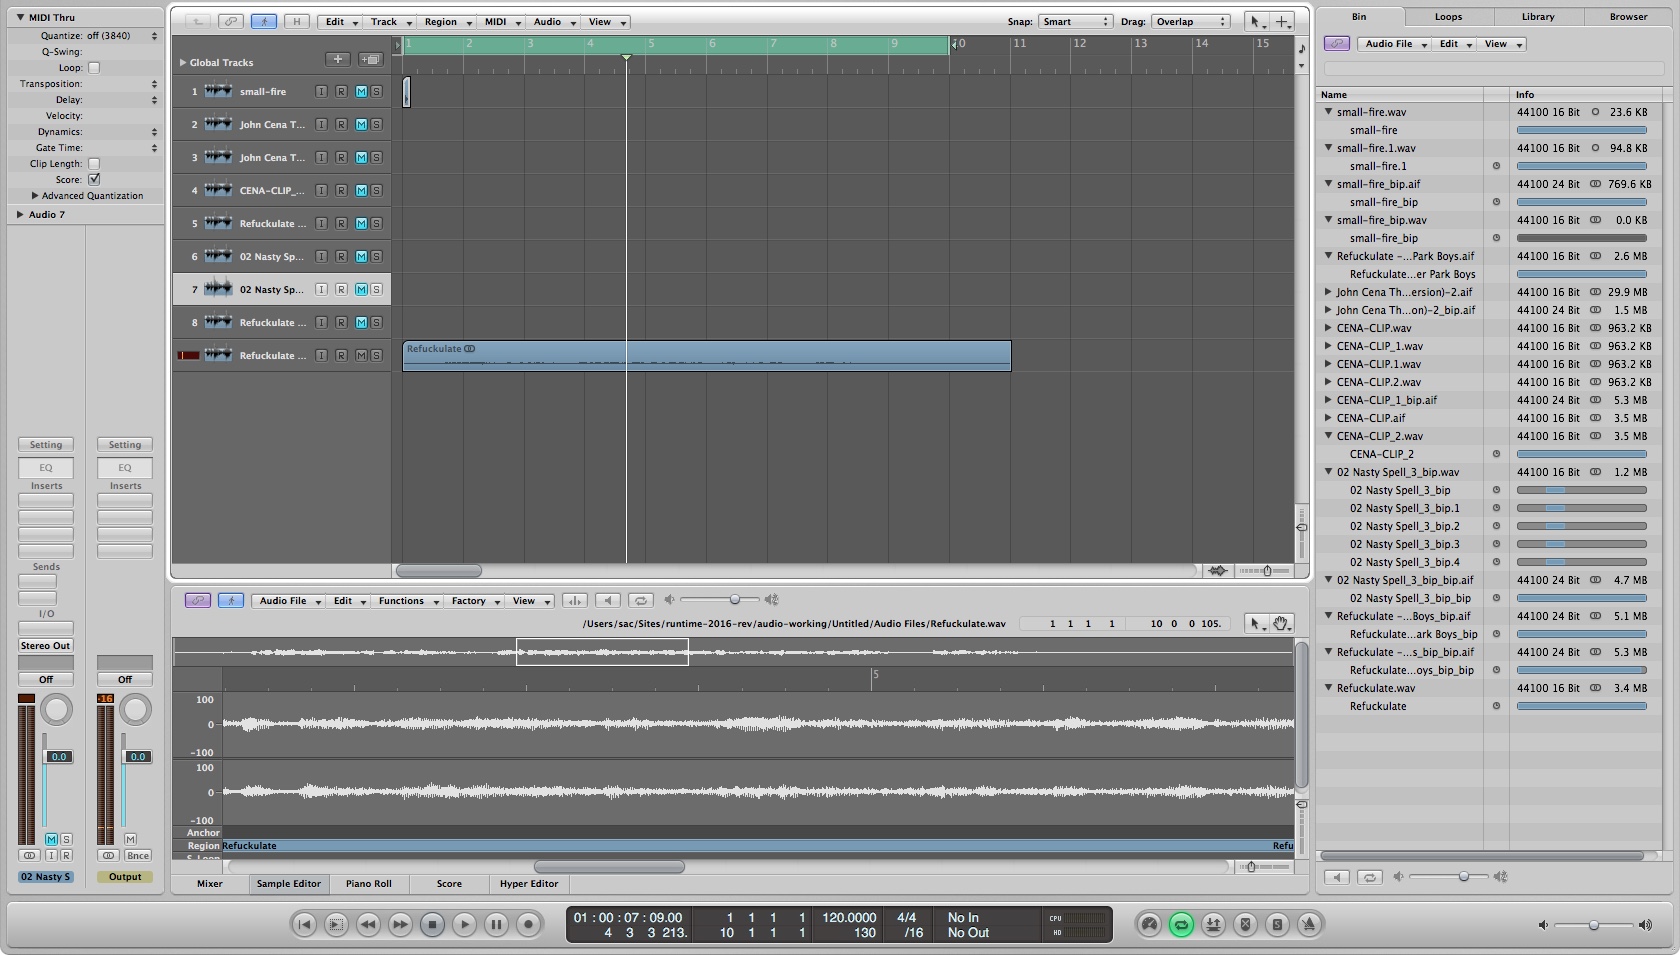 MIDI Thru
Quantize: off (3840)
Q-Swing:
Loop:
Transposition:
Delay:
Velocity:
Dynamics:
Gate Time:
Clip Length:
Score:
Advanced Quantization
Audio 7
Setting Setting
EQ EQ
Inserts Inserts
Sends
I/O
Stereo Out
Off Off
-16
0.0 0.0
M S M
I R Bnce
02 Nasty S Output
H Edit Track Region MIDI Audio View Snap: Smart Drag: Overlap
Global Tracks
1 2 3 4 5 6 7 8 9 10 11 12 13 14 15
1 small-fire I R M S
2 John Cena T... I R M S
3 John Cena T... I R M S
4 CENA-CLIP_... I R M S
5 Refuckulate ... I R M S
6 02 Nasty Sp... I R M S
7 02 Nasty Sp... I R M S
8 Refuckulate ... I R M S
Refuckulate ... I R M S
Refuckulate
Audio File Edit Functions Factory View
/Users/sac/Sites/runtime-2016-rev/audio-working/Untitled/Audio Files/Refuckulate.wav 1 1 1 1 10 0 0 105.
5
100
0
-100
100
0
-100
Anchor
Region Refuckulate Refu
S. Loop
Mixer Sample Editor Piano Roll Score Hyper Editor
Bin Loops Library Browser
Audio File Edit View
Name Info
small-fire.wav 44100 16 Bit 23.6 KB
small-fire
small-fire.1.wav 44100 16 Bit 94.8 KB
small-fire.1
small-fire_bip.aif 44100 24 Bit 769.6 KB
small-fire_bip
small-fire_bip.wav 44100 16 Bit 0.0 KB
small-fire_bip
Refuckulate -...Park Boys.aif 44100 16 Bit 2.6 MB
Refuckulate...er Park Boys
John Cena Th...ersion)-2.aif 44100 16 Bit 29.9 MB
John Cena Th...on)-2_bip.aif 44100 24 Bit 1.5 MB
CENA-CLIP.wav 44100 16 Bit 963.2 KB
CENA-CLIP_1.wav 44100 16 Bit 963.2 KB
CENA-CLIP.1.wav 44100 16 Bit 963.2 KB
CENA-CLIP.2.wav 44100 16 Bit 963.2 KB
CENA-CLIP_1_bip.aif 44100 24 Bit 5.3 MB
CENA-CLIP.aif 44100 16 Bit 3.5 MB
CENA-CLIP_2.wav 44100 16 Bit 3.5 MB
CENA-CLIP_2
02 Nasty Spell_3_bip.wav 44100 16 Bit 1.2 MB
02 Nasty Spell_3_bip
02 Nasty Spell_3_bip.1
02 Nasty Spell_3_bip.2
02 Nasty Spell_3_bip.3
02 Nasty Spell_3_bip.4
02 Nasty Spell_3_bip_bip.aif 44100 24 Bit 4.7 MB
02 Nasty Spell_3_bip_bip
Refuckulate -...Boys_bip.aif 44100 24 Bit 5.1 MB
Refuckulate...ark Boys_bip
Refuckulate -...s_bip_bip.aif 44100 24 Bit 5.3 MB
Refuckulate...oys_bip_bip
Refuckulate.wav 44100 16 Bit 3.4 MB
Refuckulate
01 : 00 : 07 : 09.00 1 1 1 1 120.0000 4/4 No In CPU
4 3 3 213. 10 1 1 1 130 /16 No Out HD
S